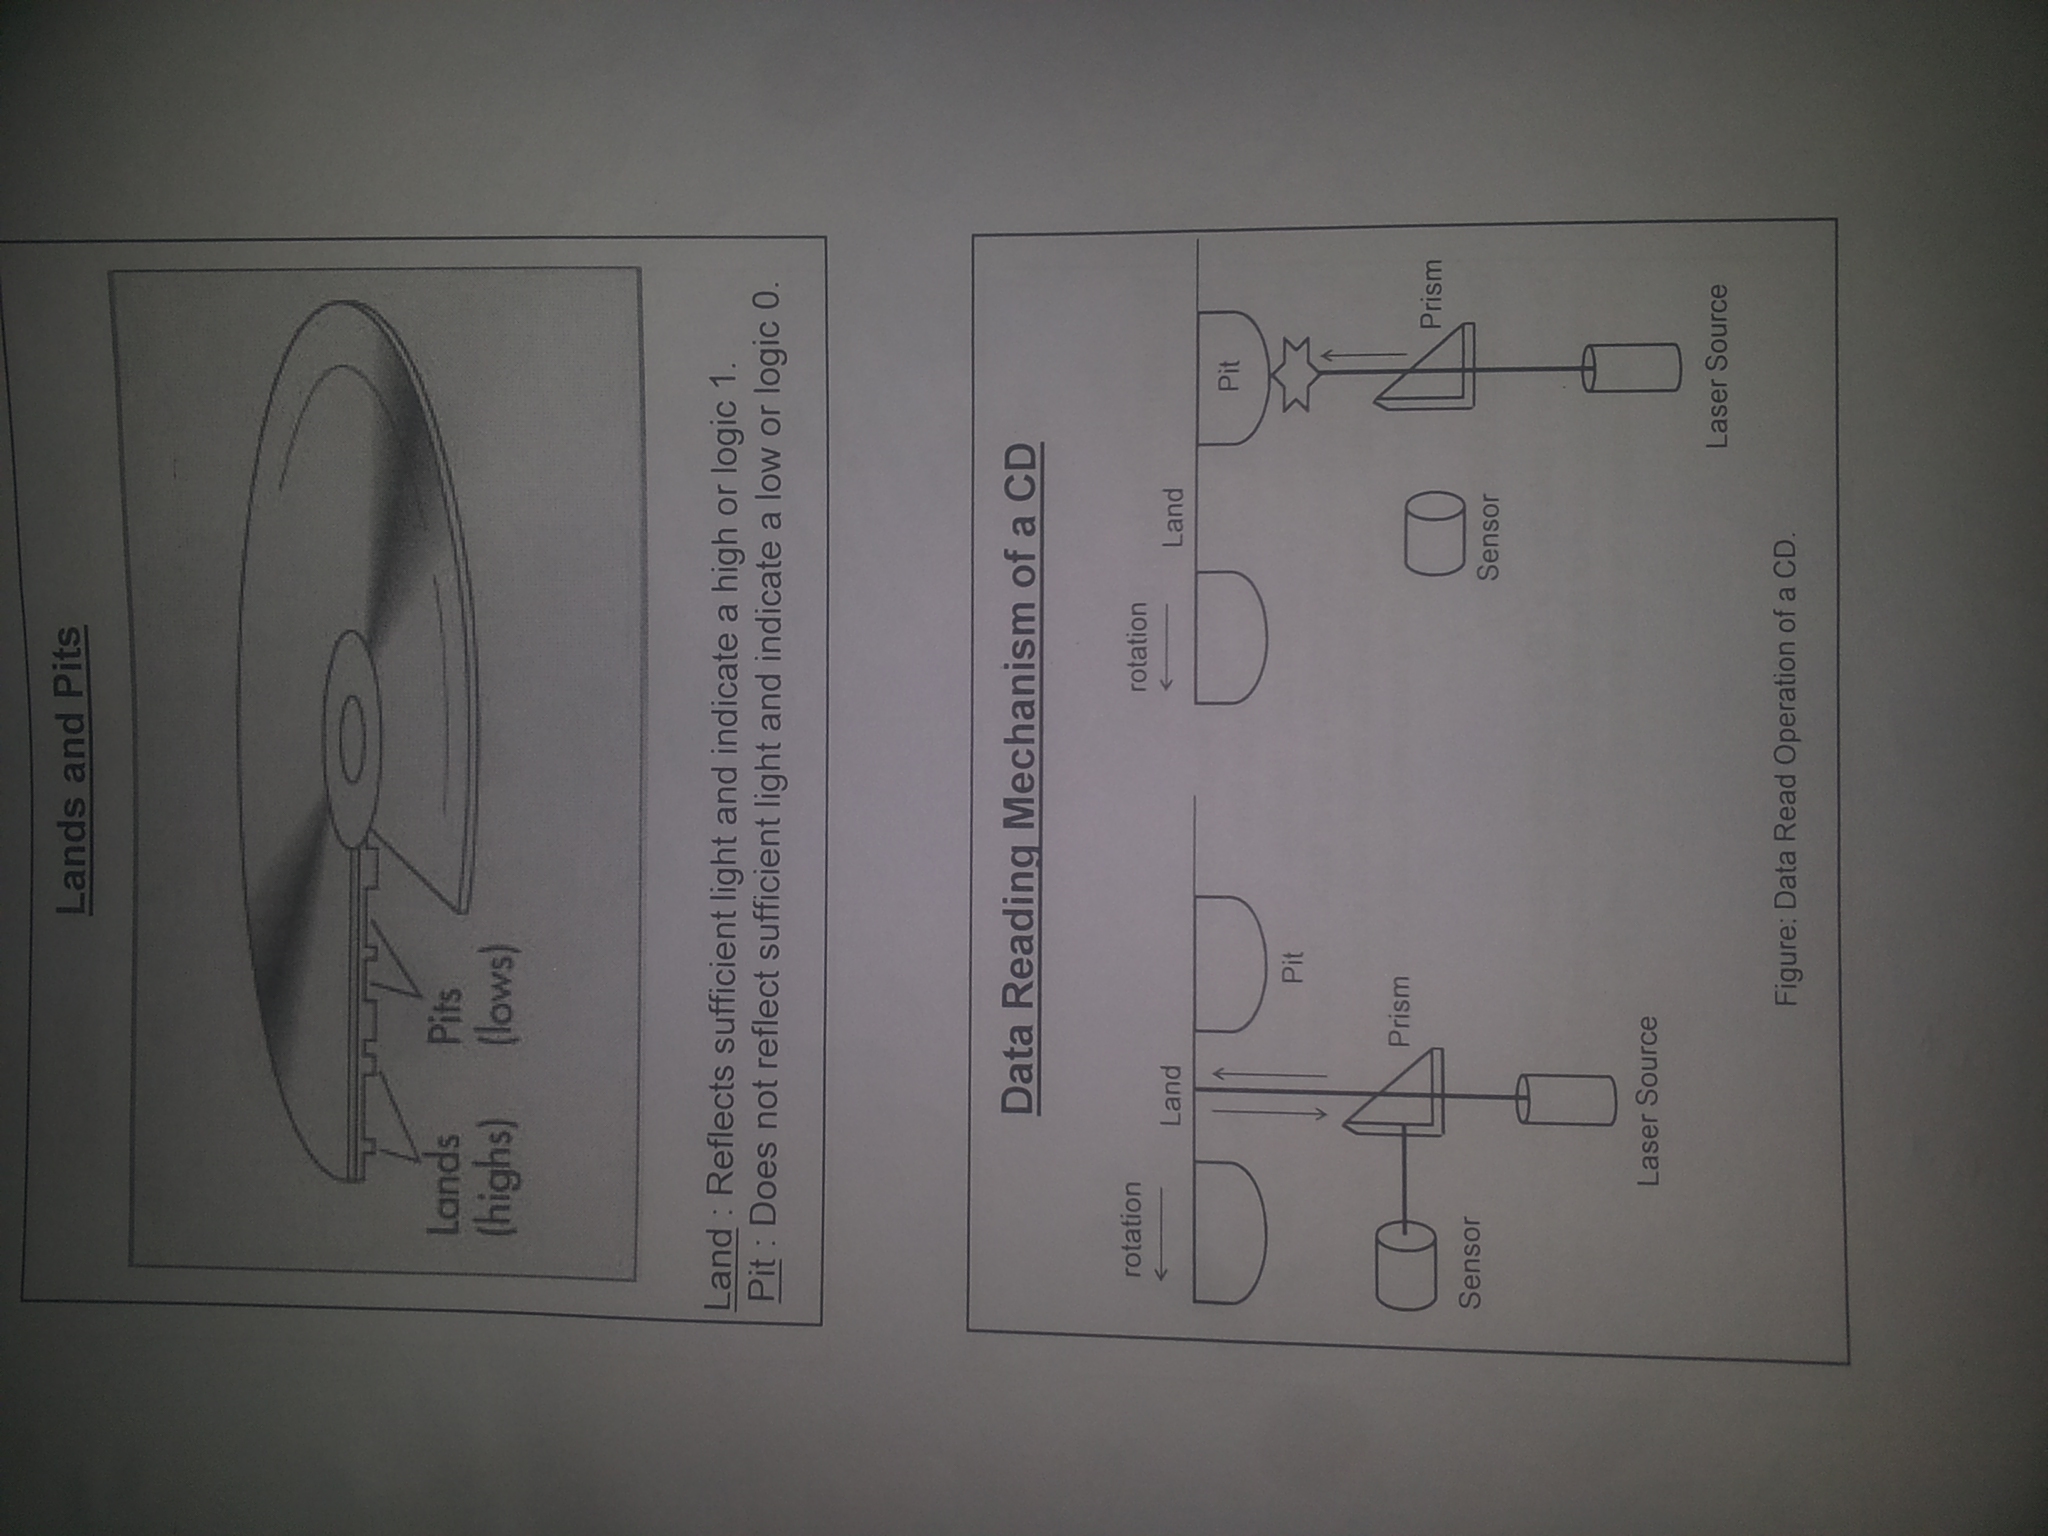 Lands and Pits
Lands
(highs)
Pits
(lows)
Land : Reflects sufficient light and indicate a high or logic 1.
Pit : Does not reflect sufficient light and indicate a low or logic 0.
Data Reading Mechanism of a CD
rotation
Land
Pit
Prism
Sensor
Laser Source
rotation
Land
Pit
Prism
Sensor
Laser Source
Figure: Data Read Operation of a CD.